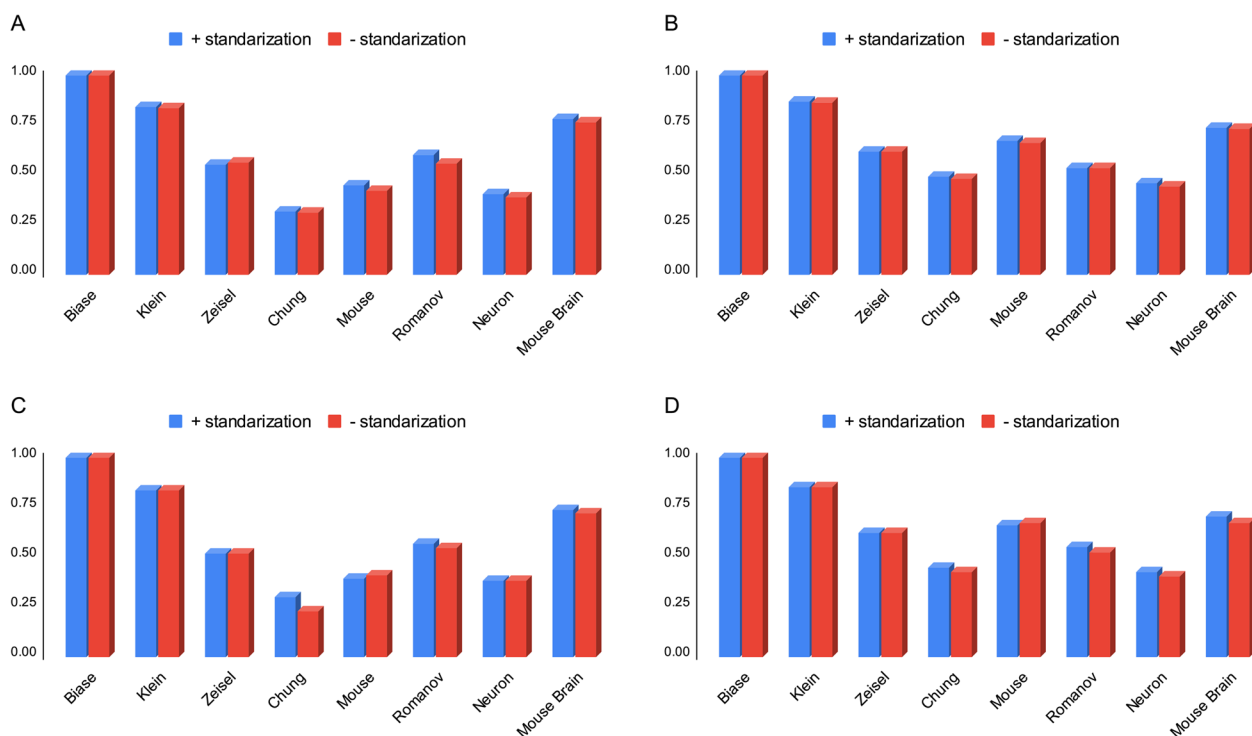 A
+ standarization - standarization
1.00
0.75
0.50
0.25
0.00
Biase Klein Zeisel Chung Mouse Romanov Neuron Mouse Brain
B
+ standarization - standarization
1.00
0.75
0.50
0.25
0.00
Biase Klein Zeisel Chung Mouse Romanov Neuron Mouse Brain
C
+ standarization - standarization
1.00
0.75
0.50
0.25
0.00
Biase Klein Zeisel Chung Mouse Romanov Neuron Mouse Brain
D
+ standarization - standarization
1.00
0.75
0.50
0.25
0.00
Biase Klein Zeisel Chung Mouse Romanov Neuron Mouse Brain